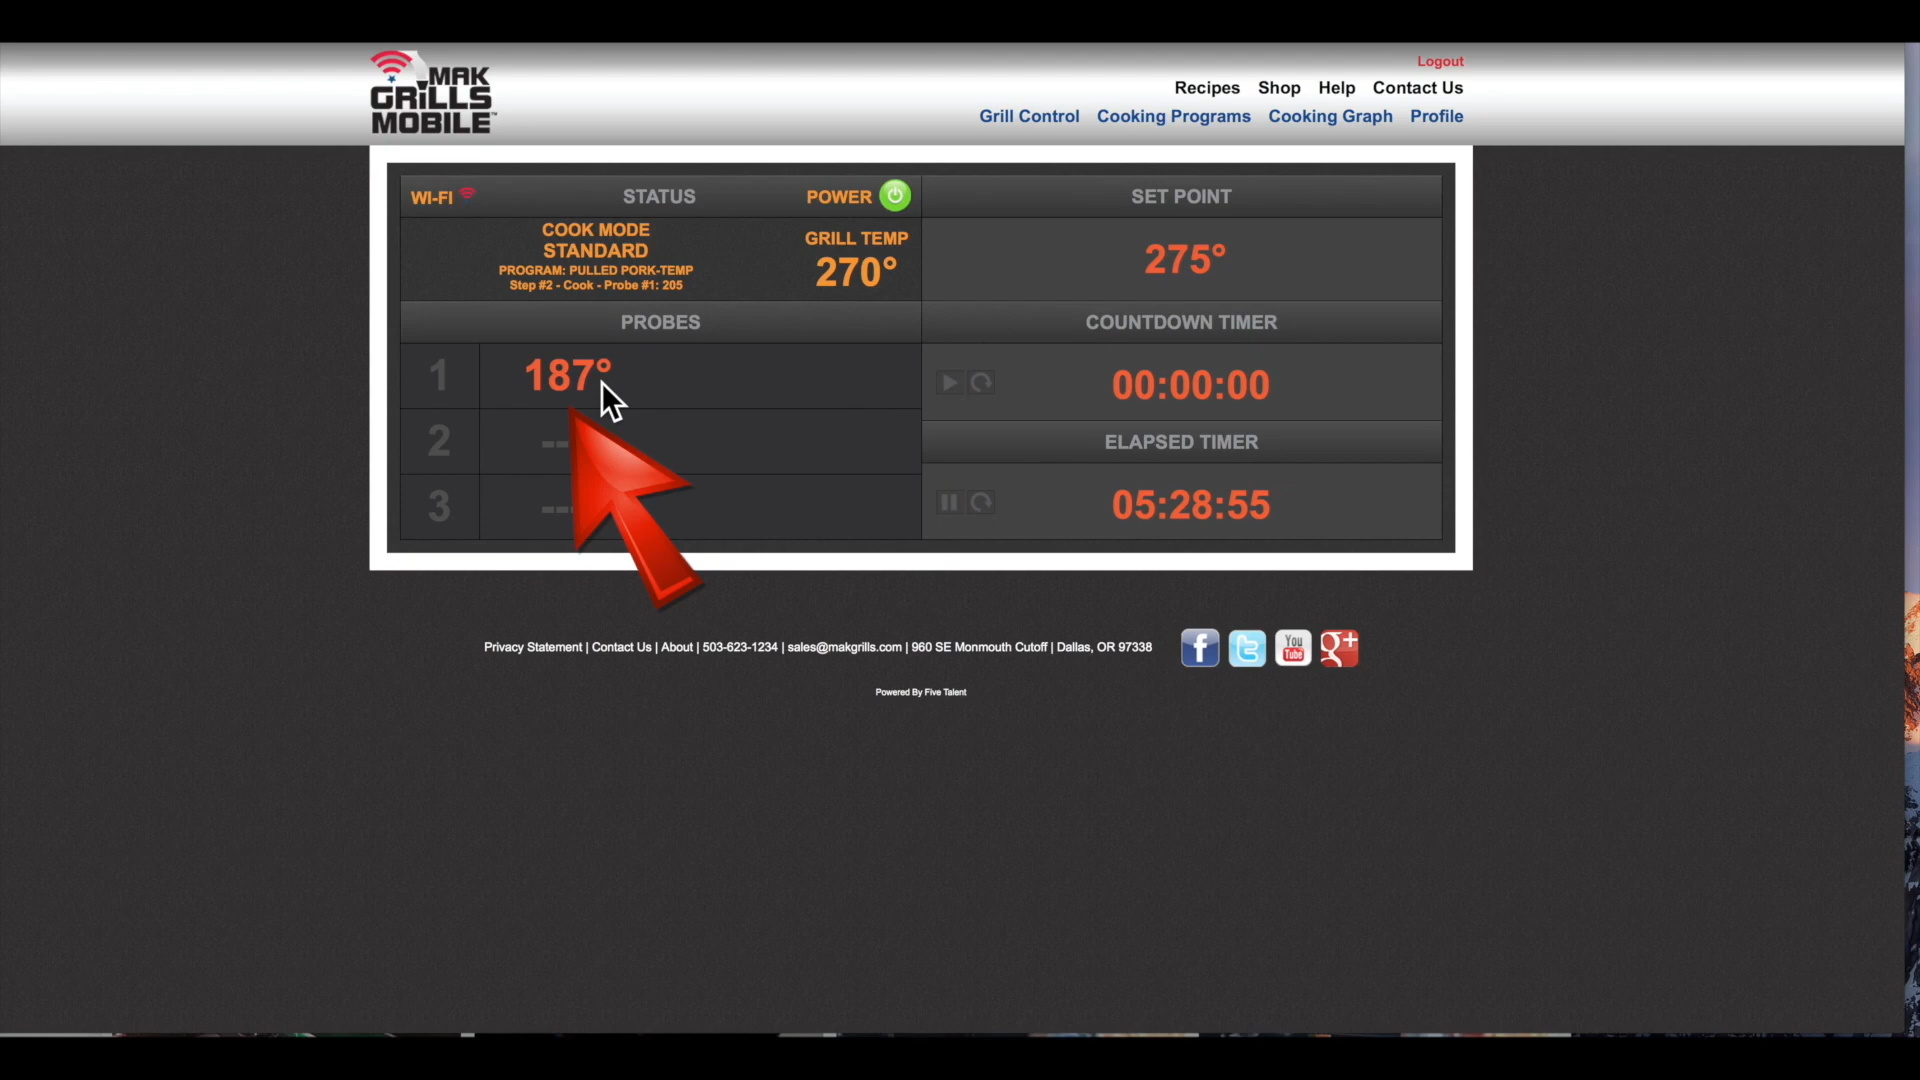 MAK
GRiLLS
MOBILE™
Logout
Recipes Shop Help Contact Us
Grill Control Cooking Programs Cooking Graph Profile
WI-FI STATUS POWER SET POINT
COOK MODE
STANDARD
PROGRAM: PULLED PORK-TEMP
Step #2 - Cook - Probe #1: 205
GRILL TEMP
270°
275°
PROBES COUNTDOWN TIMER
1 187°
00:00:00
2 --
ELAPSED TIMER
3 ---
05:28:55
Privacy Statement | Contact Us | About | 503-623-1234 | sales@makgrills.com | 960 SE Monmouth Cutoff | Dallas, OR 97338
f t You Tube g+
Powered By Five Talent